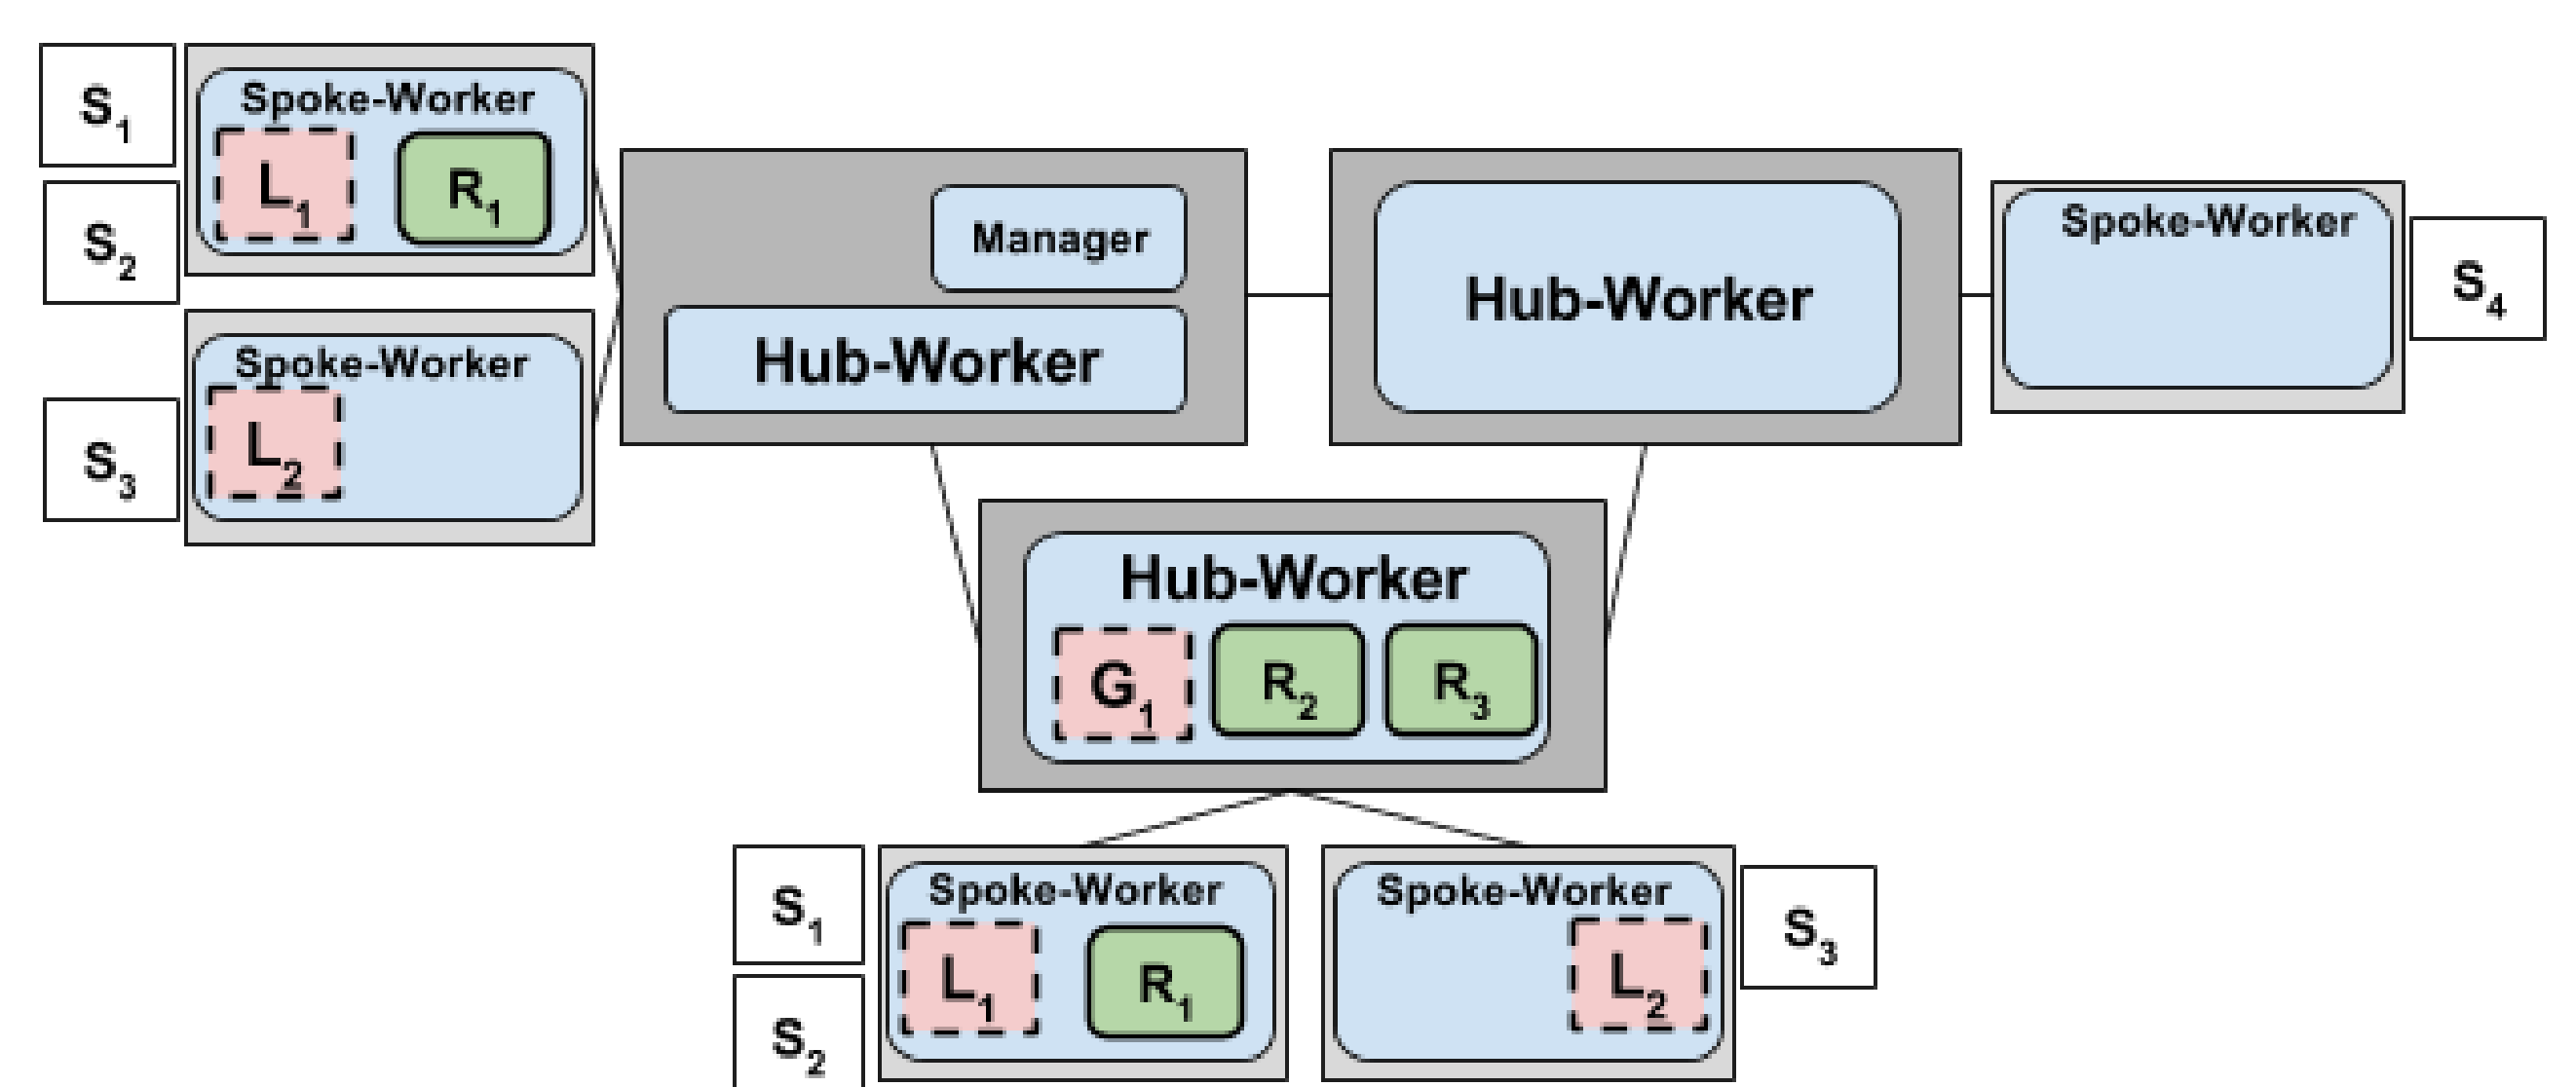 S1
Spoke-Worker
L1 R1
S2
Spoke-Worker
L2
S3
Manager
Hub-Worker
Hub-Worker
Spoke-Worker
S4
Hub-Worker
G1 R2 R3
S1
Spoke-Worker
L1 R1
S2
Spoke-Worker
L2
S3